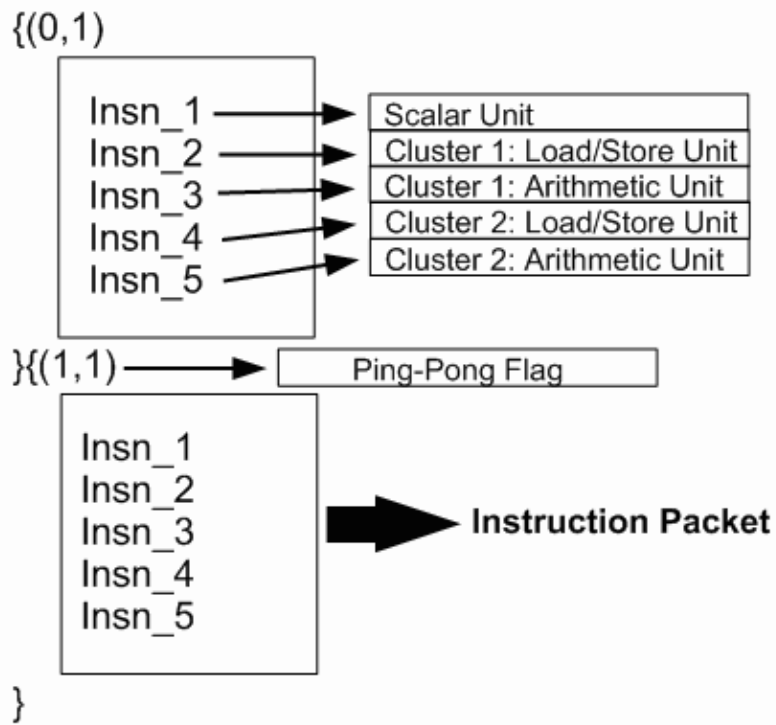 {(0,1)
Insn_1
Scalar Unit
Insn_2
Cluster 1: Load/Store Unit
Insn_3
Cluster 1: Arithmetic Unit
Insn_4
Cluster 2: Load/Store Unit
Insn_5
Cluster 2: Arithmetic Unit
}{(1,1)
Ping-Pong Flag
Insn_1
Insn_2
Insn_3
Insn_4
Insn_5
Instruction Packet
}